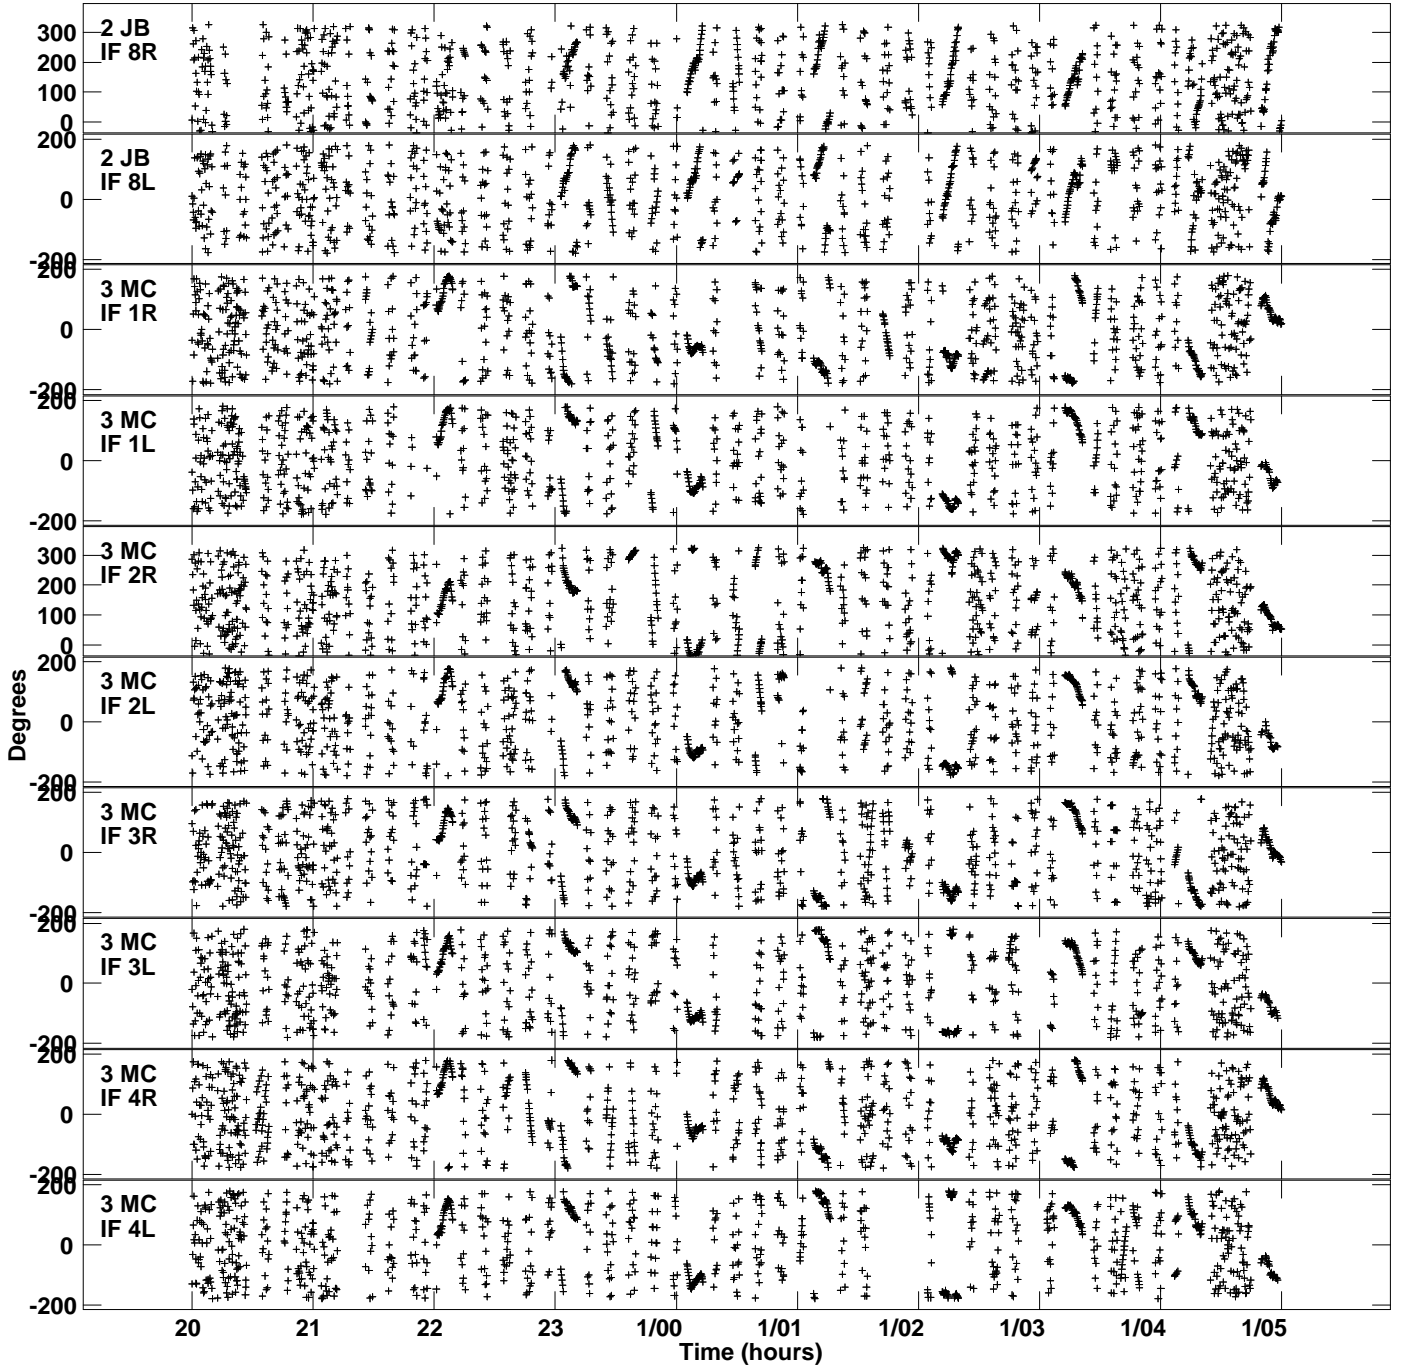 2 JB
IF 8R
300
200
100
0
2 JB
IF 8L
200
0
-200
3 MC
IF 1R
200
0
-200
3 MC
IF 1L
200
0
-200
3 MC
IF 2R
300
200
100
0
3 MC
IF 2L
200
0
-200
3 MC
IF 3R
200
0
-200
3 MC
IF 3L
200
0
-200
3 MC
IF 4R
200
0
-200
3 MC
IF 4L
200
0
-200
Degrees
20 21 22 23 1/00 1/01 1/02 1/03 1/04 1/05
Time (hours)